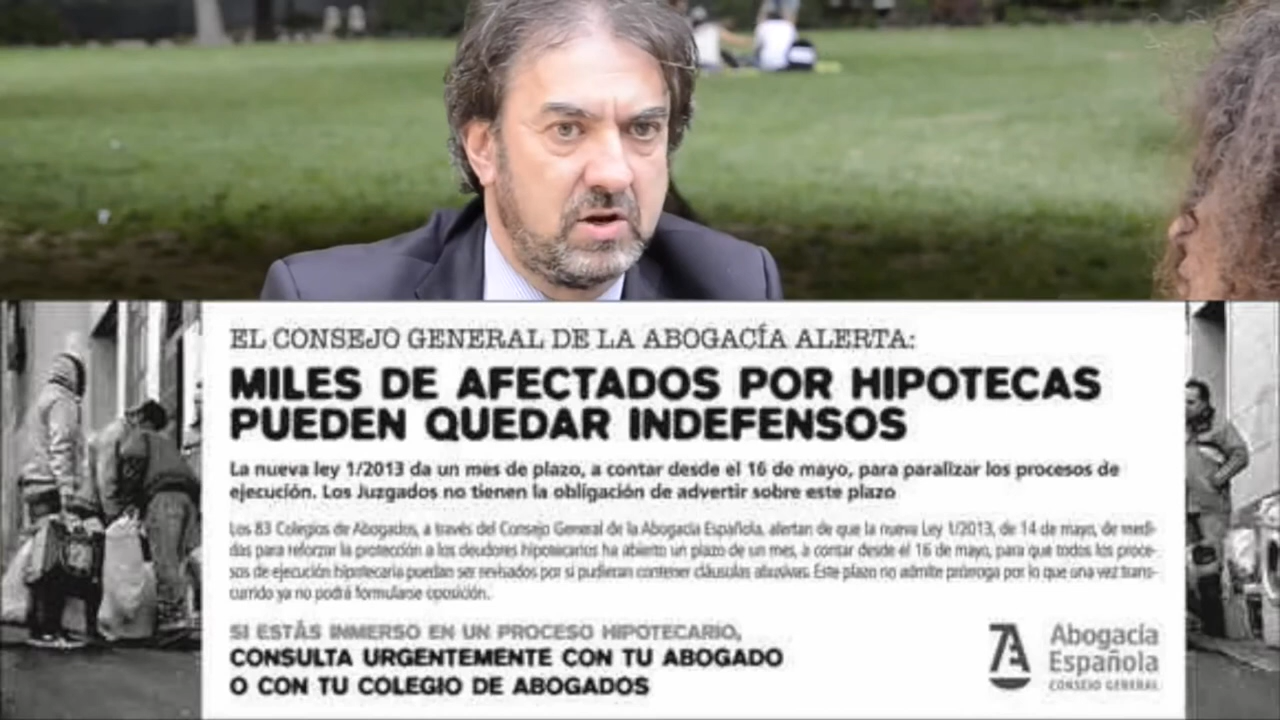 EL CONSEJO GENERAL DE LA ABOGACÍA ALERTA:
MILES DE AFECTADOS POR HIPOTECAS
PUEDEN QUEDAR INDEFENSOS
La nueva ley 1/2013 da un mes de plazo, a contar desde el 16 de mayo, para paralizar los procesos de
ejecución. Los Juzgados no tienen la obligación de advertir sobre este plazo
Los 83 Colegios de Abogados, a través del Consejo General de la Abogacía Española, alertan de que la nueva Ley 1/2013, de 14 de mayo, de medi-
das para reforzar la protección a los deudores hipotecarios ha abierto un plazo de un mes, a contar desde el 16 de mayo, para que todos los proce-
sos de ejecución hipotecaria puedan ser revisados por si pudieran contener cláusulas abusivas. Este plazo no admite prórroga por lo que una vez trans-
currido ya no podrá formularse oposición.
SI ESTÁS INMERSO EN UN PROCESO HIPOTECARIO,
CONSULTA URGENTEMENTE CON TU ABOGADO
O CON TU COLEGIO DE ABOGADOS
Abogacía
Española
CONSEJO GENERAL